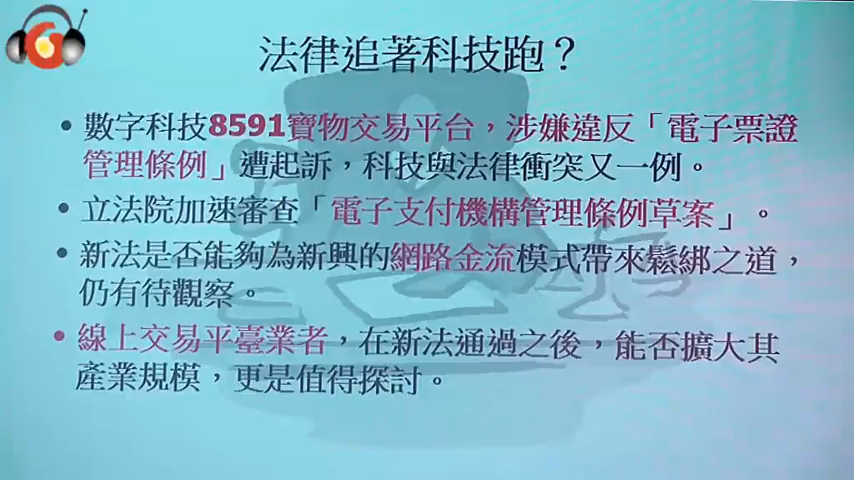 法律追著科技跑？
• 數字科技8591寶物交易平台，涉嫌違反「電子票證
管理條例」遭起訴，科技與法律衝突又一例。
• 立法院加速審查「電子支付機構管理條例草案」。
• 新法是否能夠為新興的網路金流模式帶來鬆綁之道，
仍有待觀察。
• 線上交易平臺業者，在新法通過之後，能否擴大其
產業規模，更是值得探討。